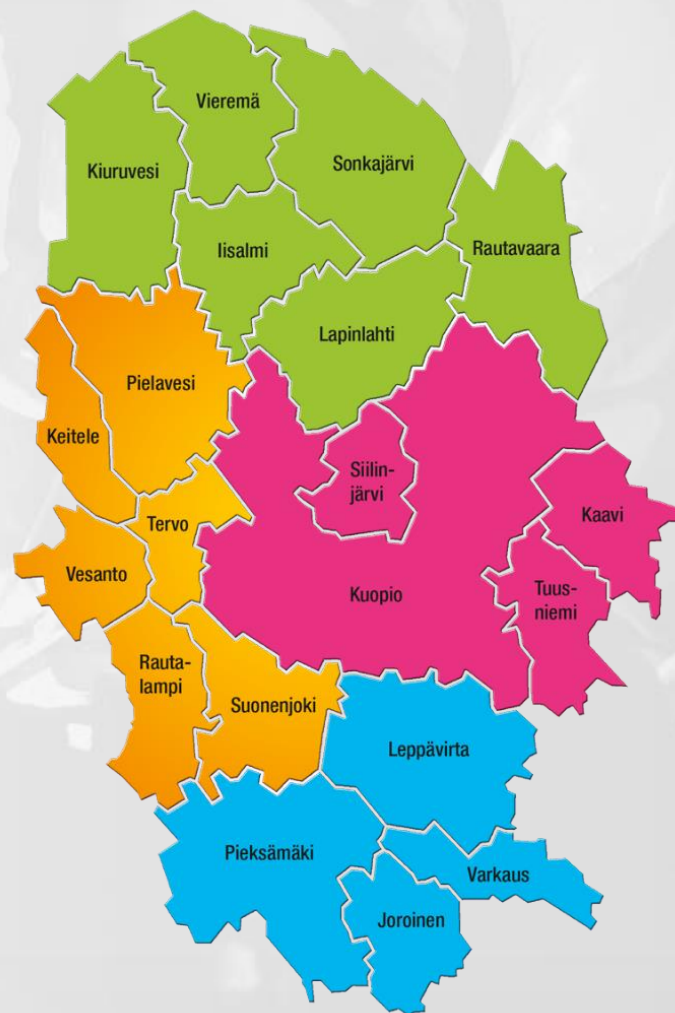 Vieremä
Kiuruvesi
Sonkajärvi
Iisalmi
Rautavaara
Lapinlahti
Pielavesi
Keitele
Siilin-
järvi
Kaavi
Tervo
Vesanto
Kuopio
Tuus-
niemi
Rauta-
lampi
Suonenjoki
Leppävirta
Pieksämäki
Varkaus
Joroinen